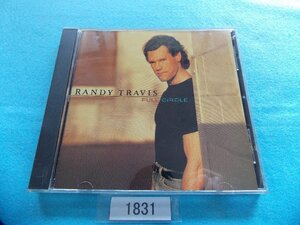 RANDY TRAVIS
FULL CIRCLE
1831